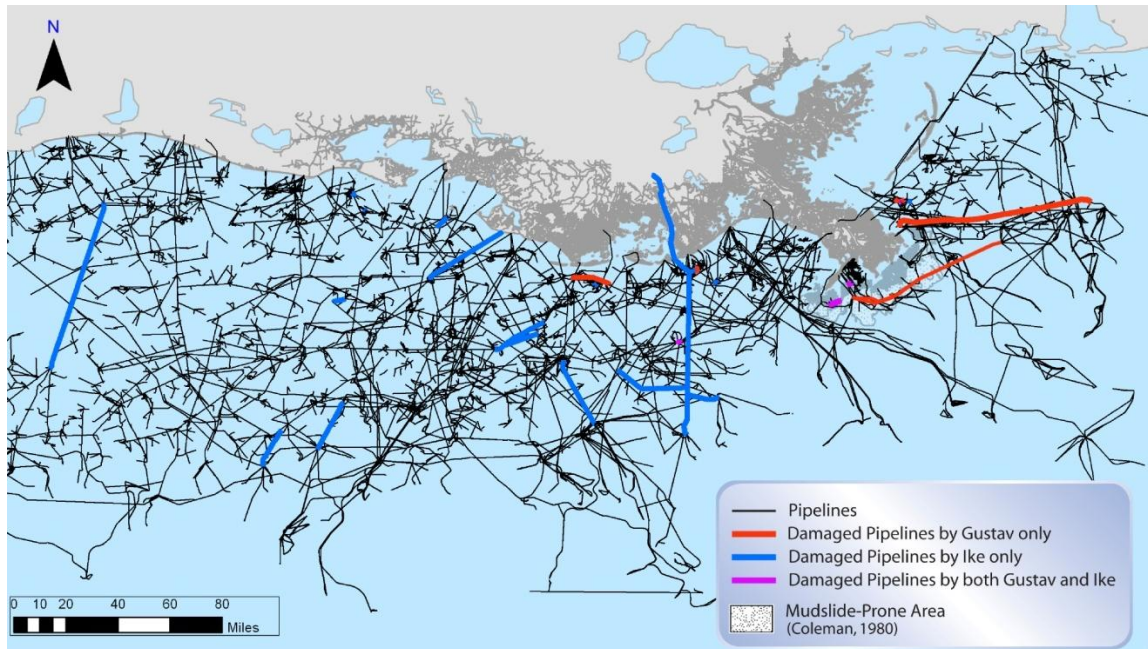 N
Pipelines
Damaged Pipelines by Gustav only
Damaged Pipelines by Ike only
Damaged Pipelines by both Gustav and Ike
Mudslide-Prone Area
(Coleman, 1980)
0 10 20 40 60 80
Miles